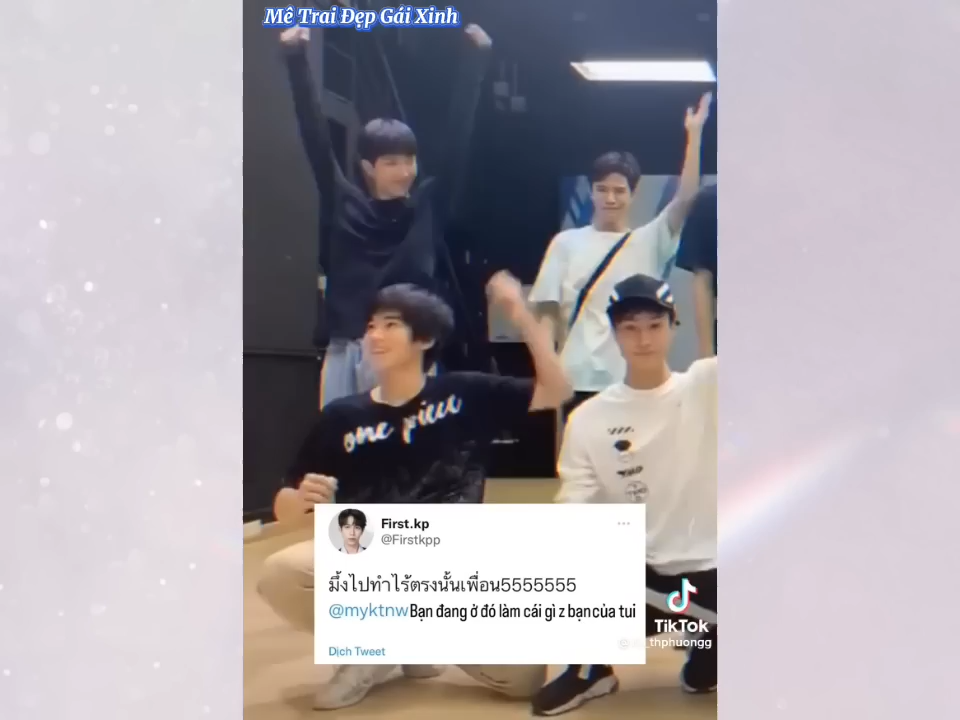 Mê Trai Đẹp Gái Xinh
one piece
First.kp
@Firstkpp
มึ้งไปทำไร้ตรงนั้นเพื่อน5555555
@myktnwBạn đang ở đó làm cái gì z bạn của tui
Dịch Tweet
TikTok